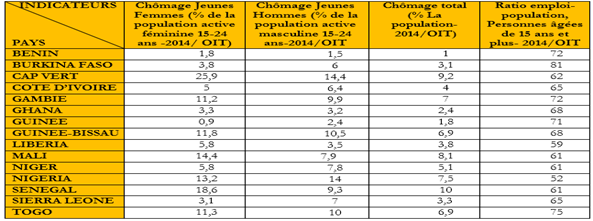 INDICATEURS
PAYS
Chômage Jeunes Femmes (% de la population active féminine 15-24 ans -2014/ OIT)
Chômage Jeunes Hommes (% de la population active masculine 15-24 ans-2014/OIT)
Chômage total (% La population-2014/OIT)
Ratio emploi-population, Personnes âgées de 15 ans et plus- 2014/OIT
BENIN 1,8 1,5 1 72
BURKINA FASO 3,8 6 3,1 81
CAP VERT 25,9 14,4 9,2 62
COTE D'IVOIRE 5 6,4 4 65
GAMBIE 11,2 9,9 7 72
GHANA 3,3 3,2 2,4 68
GUINEE 0,9 2,4 1,8 71
GUINEE-BISSAU 11,8 10,5 6,9 68
LIBERIA 5,8 3,5 3,8 59
MALI 14,4 7,9 8,1 61
NIGER 5,8 7,8 5,1 61
NIGERIA 13,2 14 7,5 52
SENEGAL 18,6 9,3 10 61
SIERRA LEONE 3,1 7 3,3 65
TOGO 11,3 10 6,9 75